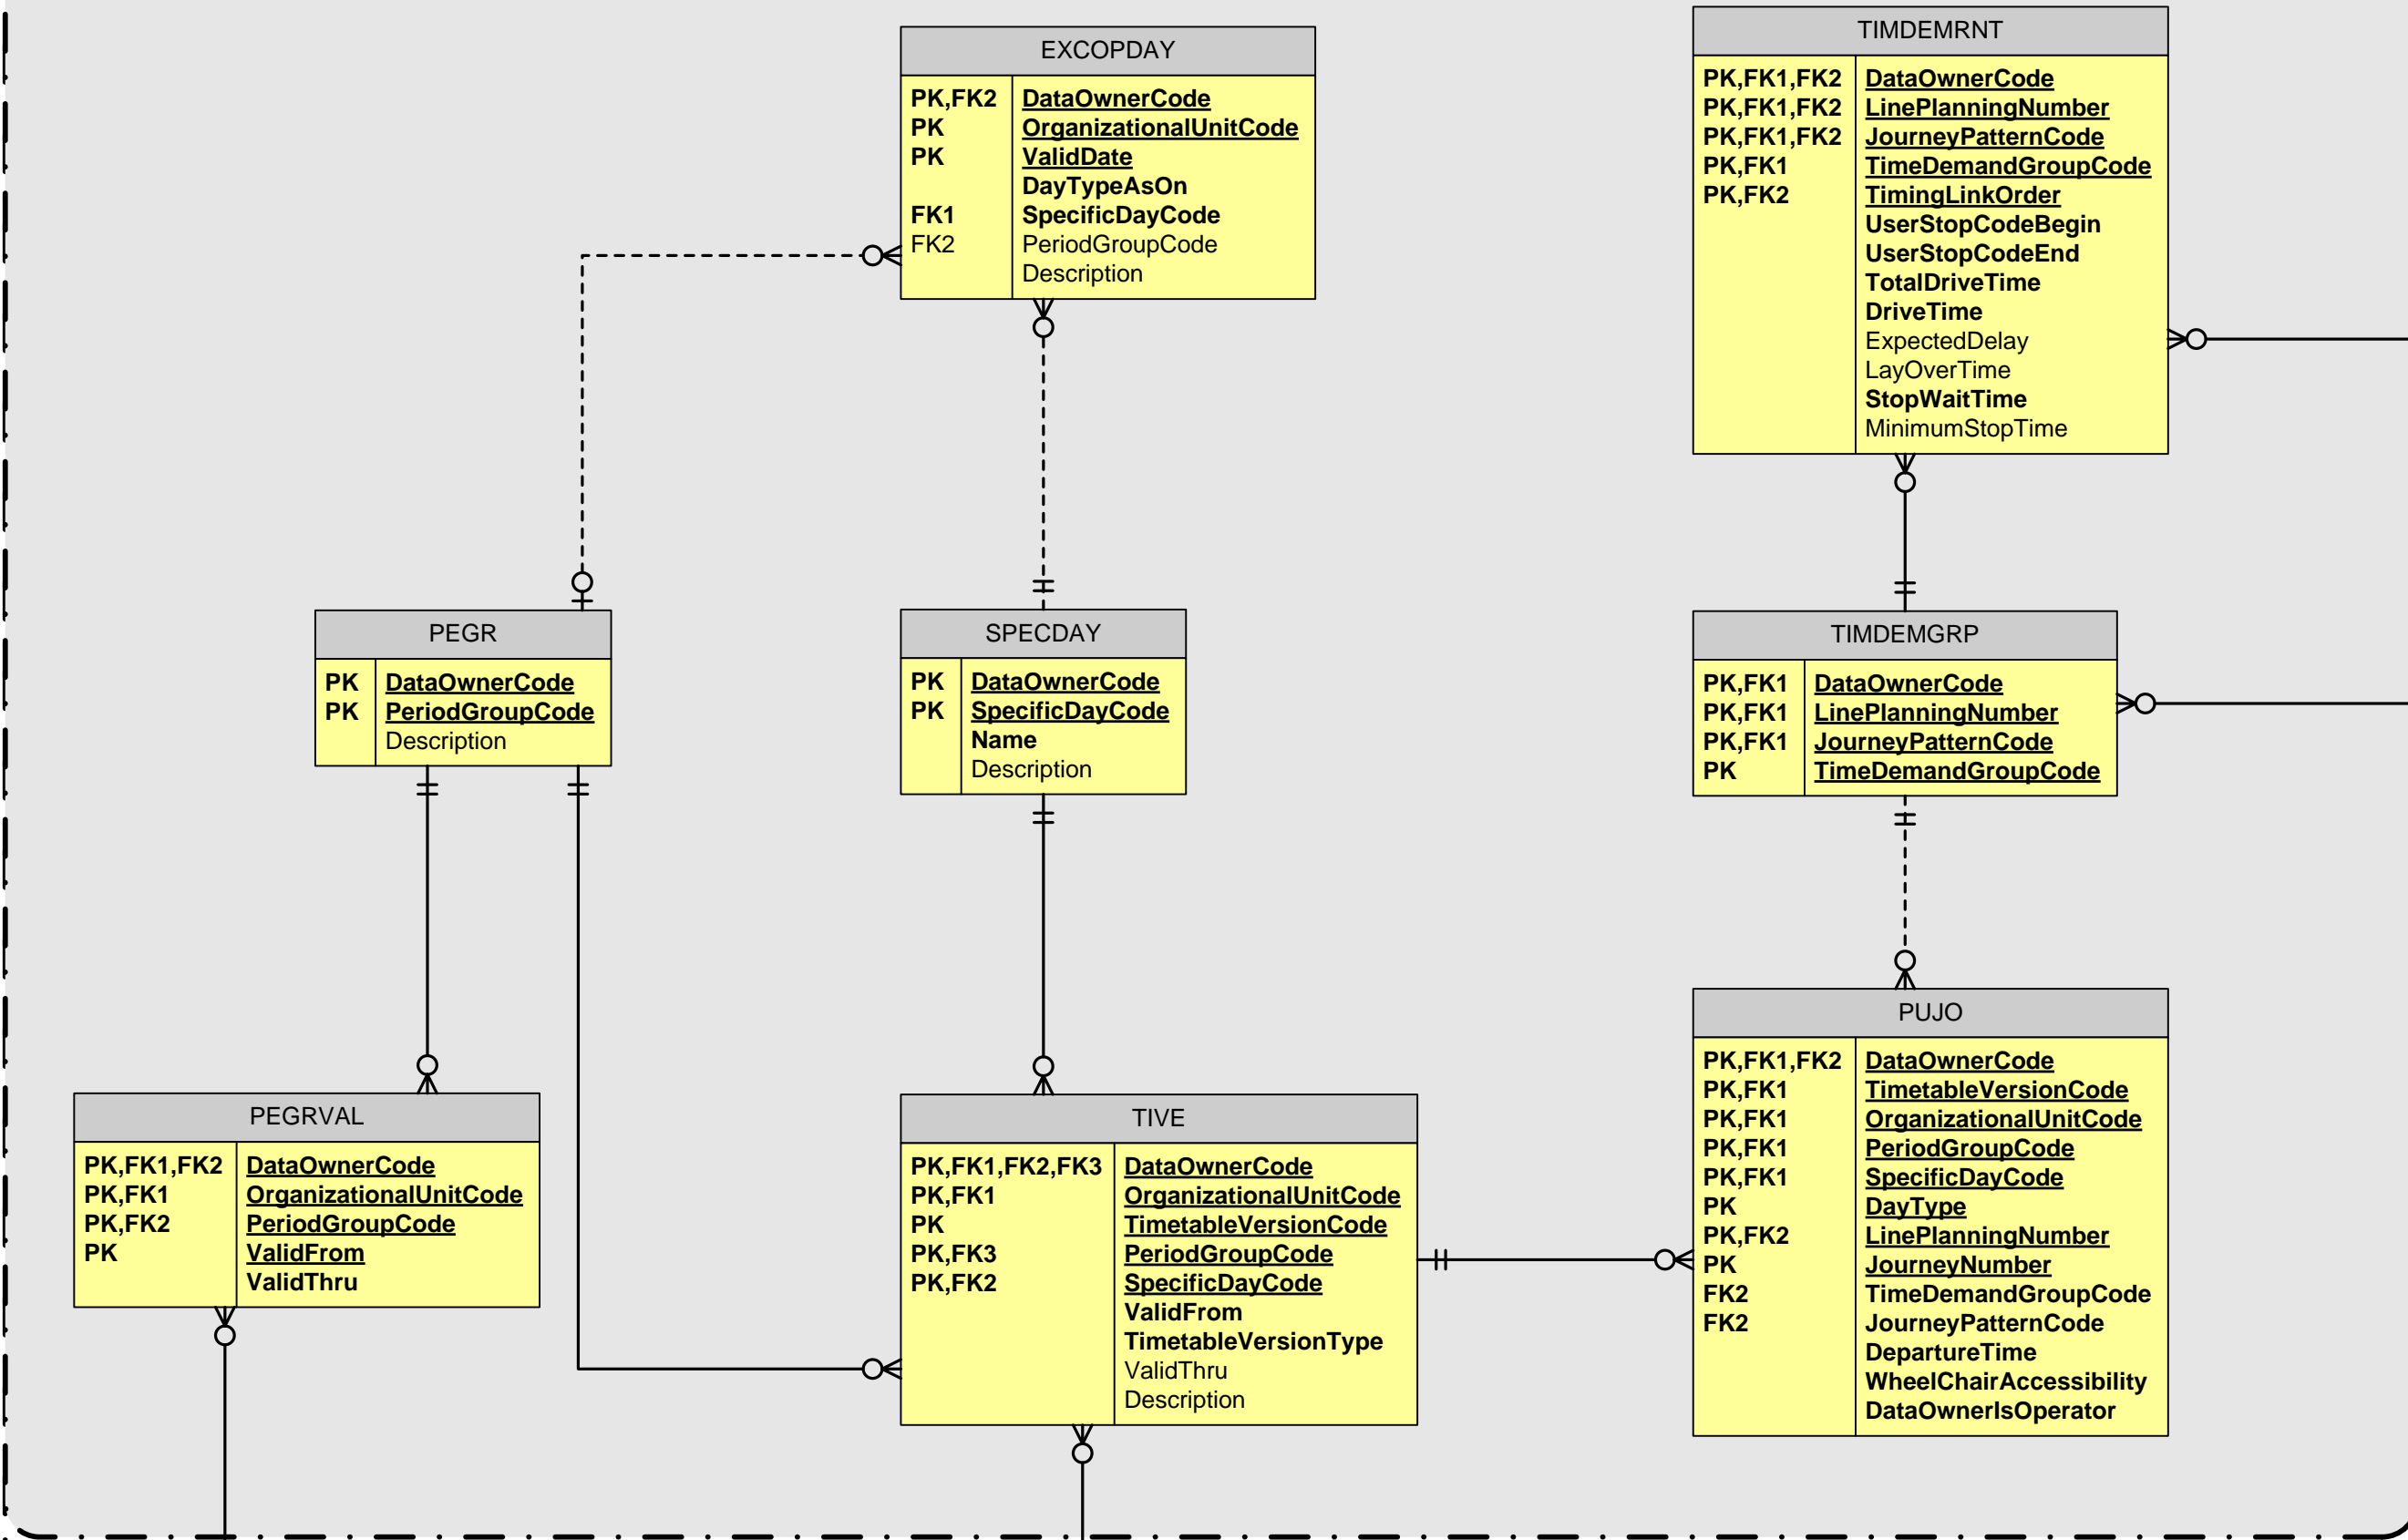 EXCOPDAY
PK,FK2 DataOwnerCode
PK OrganizationalUnitCode
PK ValidDate
DayTypeAsOn
FK1 SpecificDayCode
FK2 PeriodGroupCode
Description
TIMDEMRNT
PK,FK1,FK2 DataOwnerCode
PK,FK1,FK2 LinePlanningNumber
PK,FK1,FK2 JourneyPatternCode
PK,FK1 TimeDemandGroupCode
PK,FK2 TimingLinkOrder
UserStopCodeBegin
UserStopCodeEnd
TotalDriveTime
DriveTime
ExpectedDelay
LayOverTime
StopWaitTime
MinimumStopTime
PEGR
PK DataOwnerCode
PK PeriodGroupCode
Description
SPECDAY
PK DataOwnerCode
PK SpecificDayCode
Name
Description
TIMDEMGRP
PK,FK1 DataOwnerCode
PK,FK1 LinePlanningNumber
PK,FK1 JourneyPatternCode
PK TimeDemandGroupCode
PEGRVAL
PK,FK1,FK2 DataOwnerCode
PK,FK1 OrganizationalUnitCode
PK,FK2 PeriodGroupCode
PK ValidFrom
ValidThru
TIVE
PK,FK1,FK2,FK3 DataOwnerCode
PK,FK1 OrganizationalUnitCode
PK TimetableVersionCode
PK,FK3 PeriodGroupCode
PK,FK2 SpecificDayCode
ValidFrom
TimetableVersionType
ValidThru
Description
PUJO
PK,FK1,FK2 DataOwnerCode
PK,FK1 TimetableVersionCode
PK,FK1 OrganizationalUnitCode
PK,FK1 PeriodGroupCode
PK,FK1 SpecificDayCode
PK DayType
PK,FK2 LinePlanningNumber
PK JourneyNumber
FK2 TimeDemandGroupCode
FK2 JourneyPatternCode
DepartureTime
WheelChairAccessibility
DataOwnerIsOperator